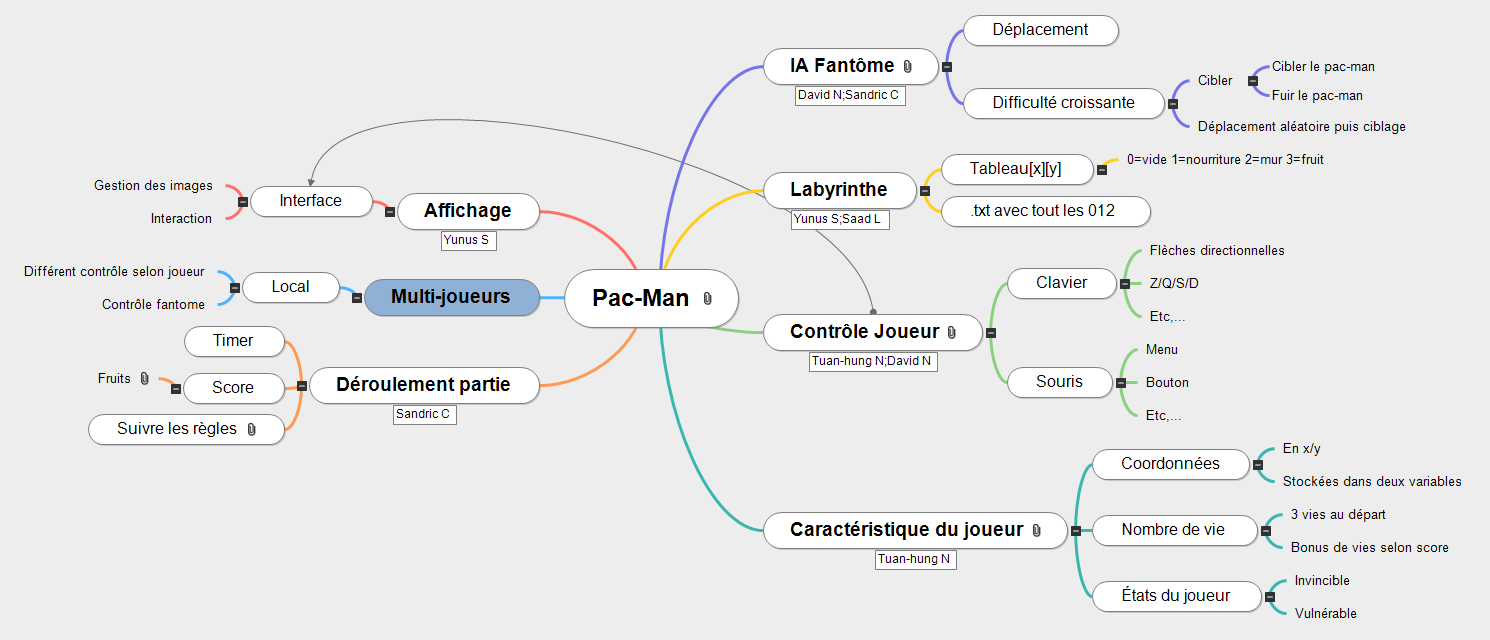 Pac-Man
IA Fantôme
David N;Sandric C
Déplacement
Difficulté croissante
Cibler
Cibler le pac-man
Fuir le pac-man
Déplacement aléatoire puis ciblage
Labyrinthe
Yunus S;Saad L
Tableau[x][y]
0=vide 1=nourriture 2=mur 3=fruit
.txt avec tout les 012
Contrôle Joueur
Tuan-hung N;David N
Clavier
Flèches directionnelles
Z/Q/S/D
Etc,...
Souris
Menu
Bouton
Etc,...
Caractéristique du joueur
Tuan-hung N
Coordonnées
En x/y
Stockées dans deux variables
Nombre de vie
3 vies au départ
Bonus de vies selon score
États du joueur
Invincible
Vulnérable
Affichage
Yunus S
Interface
Gestion des images
Interaction
Multi-joueurs
Local
Différent contrôle selon joueur
Contrôle fantome
Déroulement partie
Sandric C
Timer
Score
Fruits
Suivre les règles